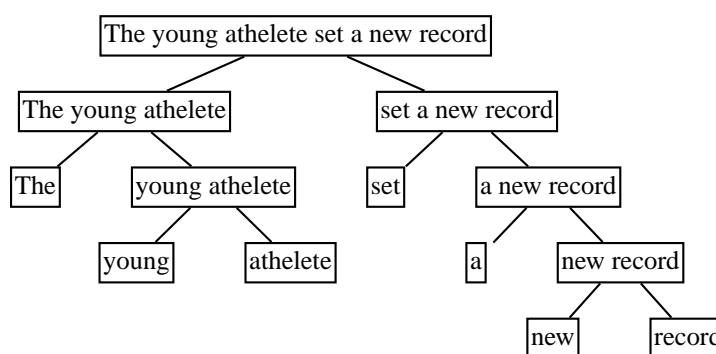 The young athelete set a new record
The young athelete
set a new record
The
young athelete
set
a new record
young
athelete
a
new record
new
record